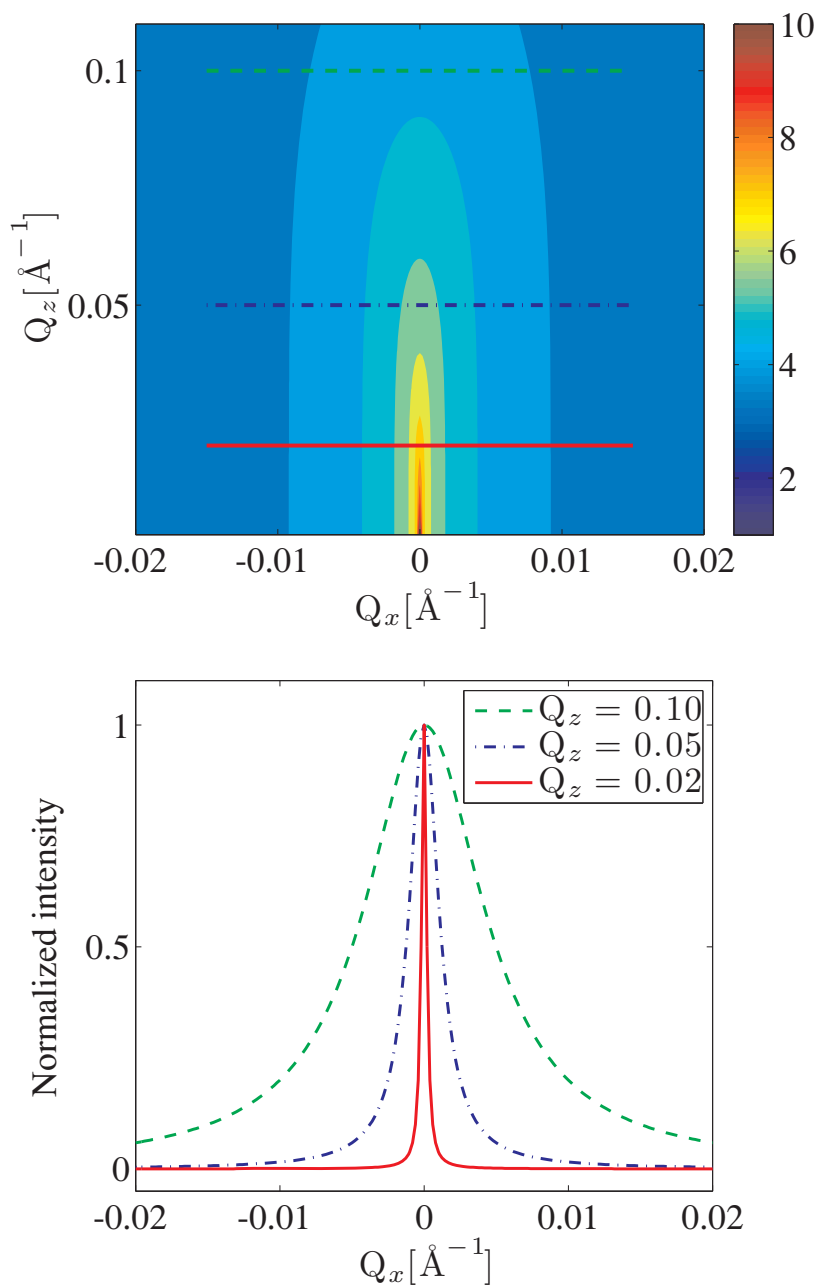 10
8
6
4
2
0.1
0.05
Q_z[Å^{-1}]
-0.02 -0.01 0 0.01 0.02
Q_x[Å^{-1}]
Q_z = 0.10
Q_z = 0.05
Q_z = 0.02
1
0.5
0
Normalized intensity
-0.02 -0.01 0 0.01 0.02
Q_x[Å^{-1}]